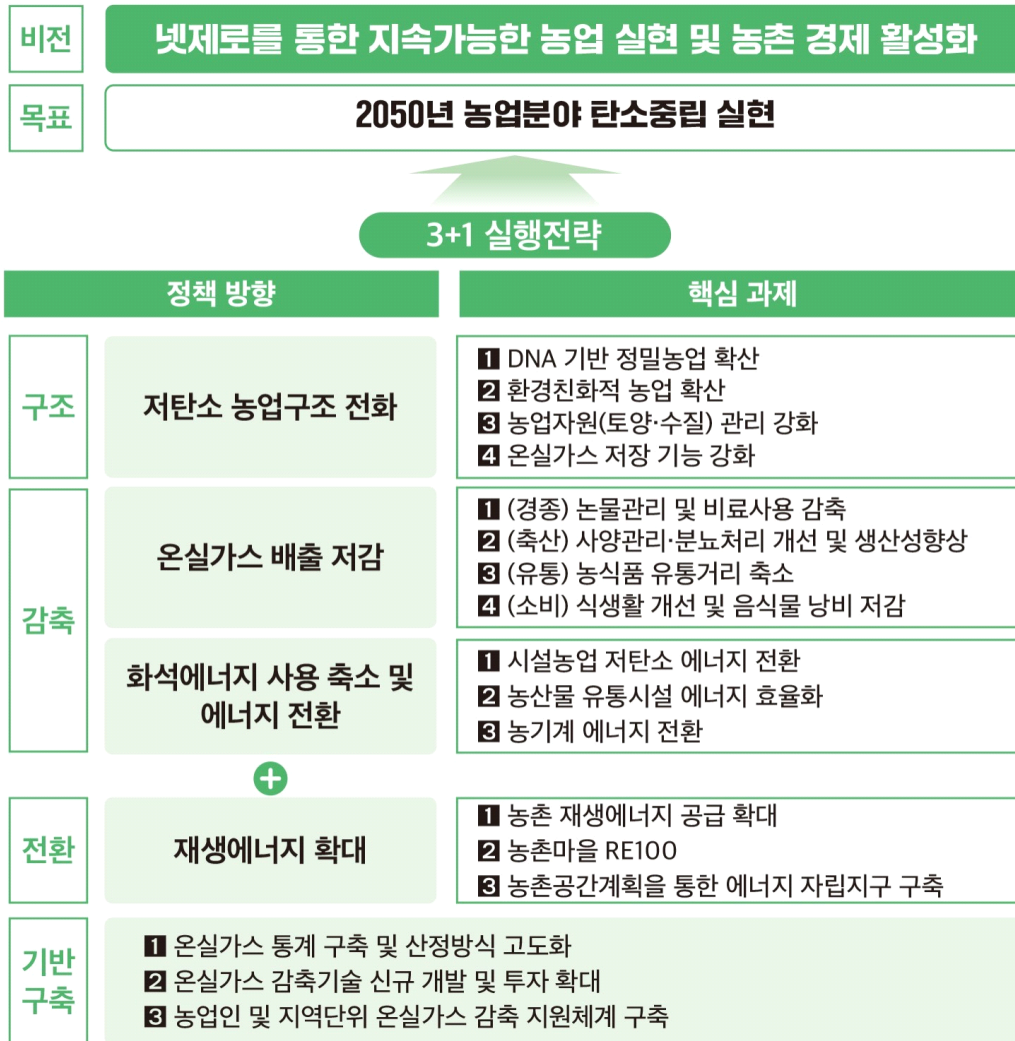 비전
넷제로를 통한 지속가능한 농업 실현 및 농촌 경제 활성화
목표
2050년 농업분야 탄소중립 실현
3+1 실행전략
정책 방향
핵심 과제
구조
저탄소 농업구조 전화
1 DNA 기반 정밀농업 확산
2 환경친화적 농업 확산
3 농업자원(토양·수질) 관리 강화
4 온실가스 저장 기능 강화
감축
온실가스 배출 저감
1 (경종) 논물관리 및 비료사용 감축
2 (축산) 사양관리·분뇨처리 개선 및 생산성향상
3 (유통) 농식품 유통거리 축소
4 (소비) 식생활 개선 및 음식물 낭비 저감
화석에너지 사용 축소 및
에너지 전환
1 시설농업 저탄소 에너지 전환
2 농산물 유통시설 에너지 효율화
3 농기계 에너지 전환
+
전환
재생에너지 확대
1 농촌 재생에너지 공급 확대
2 농촌마을 RE100
3 농촌공간계획을 통한 에너지 자립지구 구축
기반
구축
1 온실가스 통계 구축 및 산정방식 고도화
2 온실가스 감축기술 신규 개발 및 투자 확대
3 농업인 및 지역단위 온실가스 감축 지원체계 구축